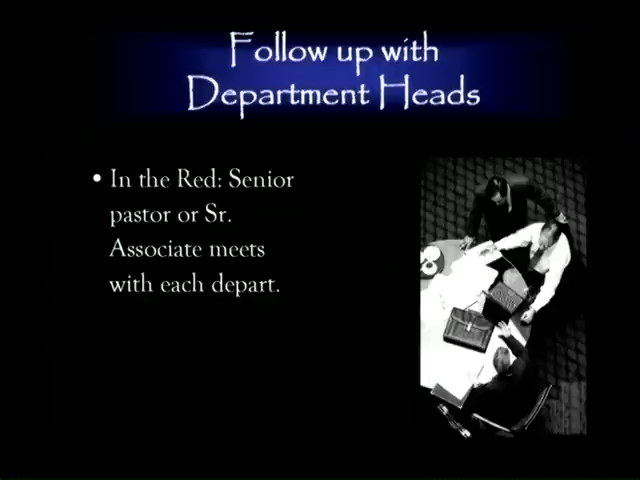 Follow up with
Department Heads
• In the Red: Senior
pastor or Sr.
Associate meets
with each depart.